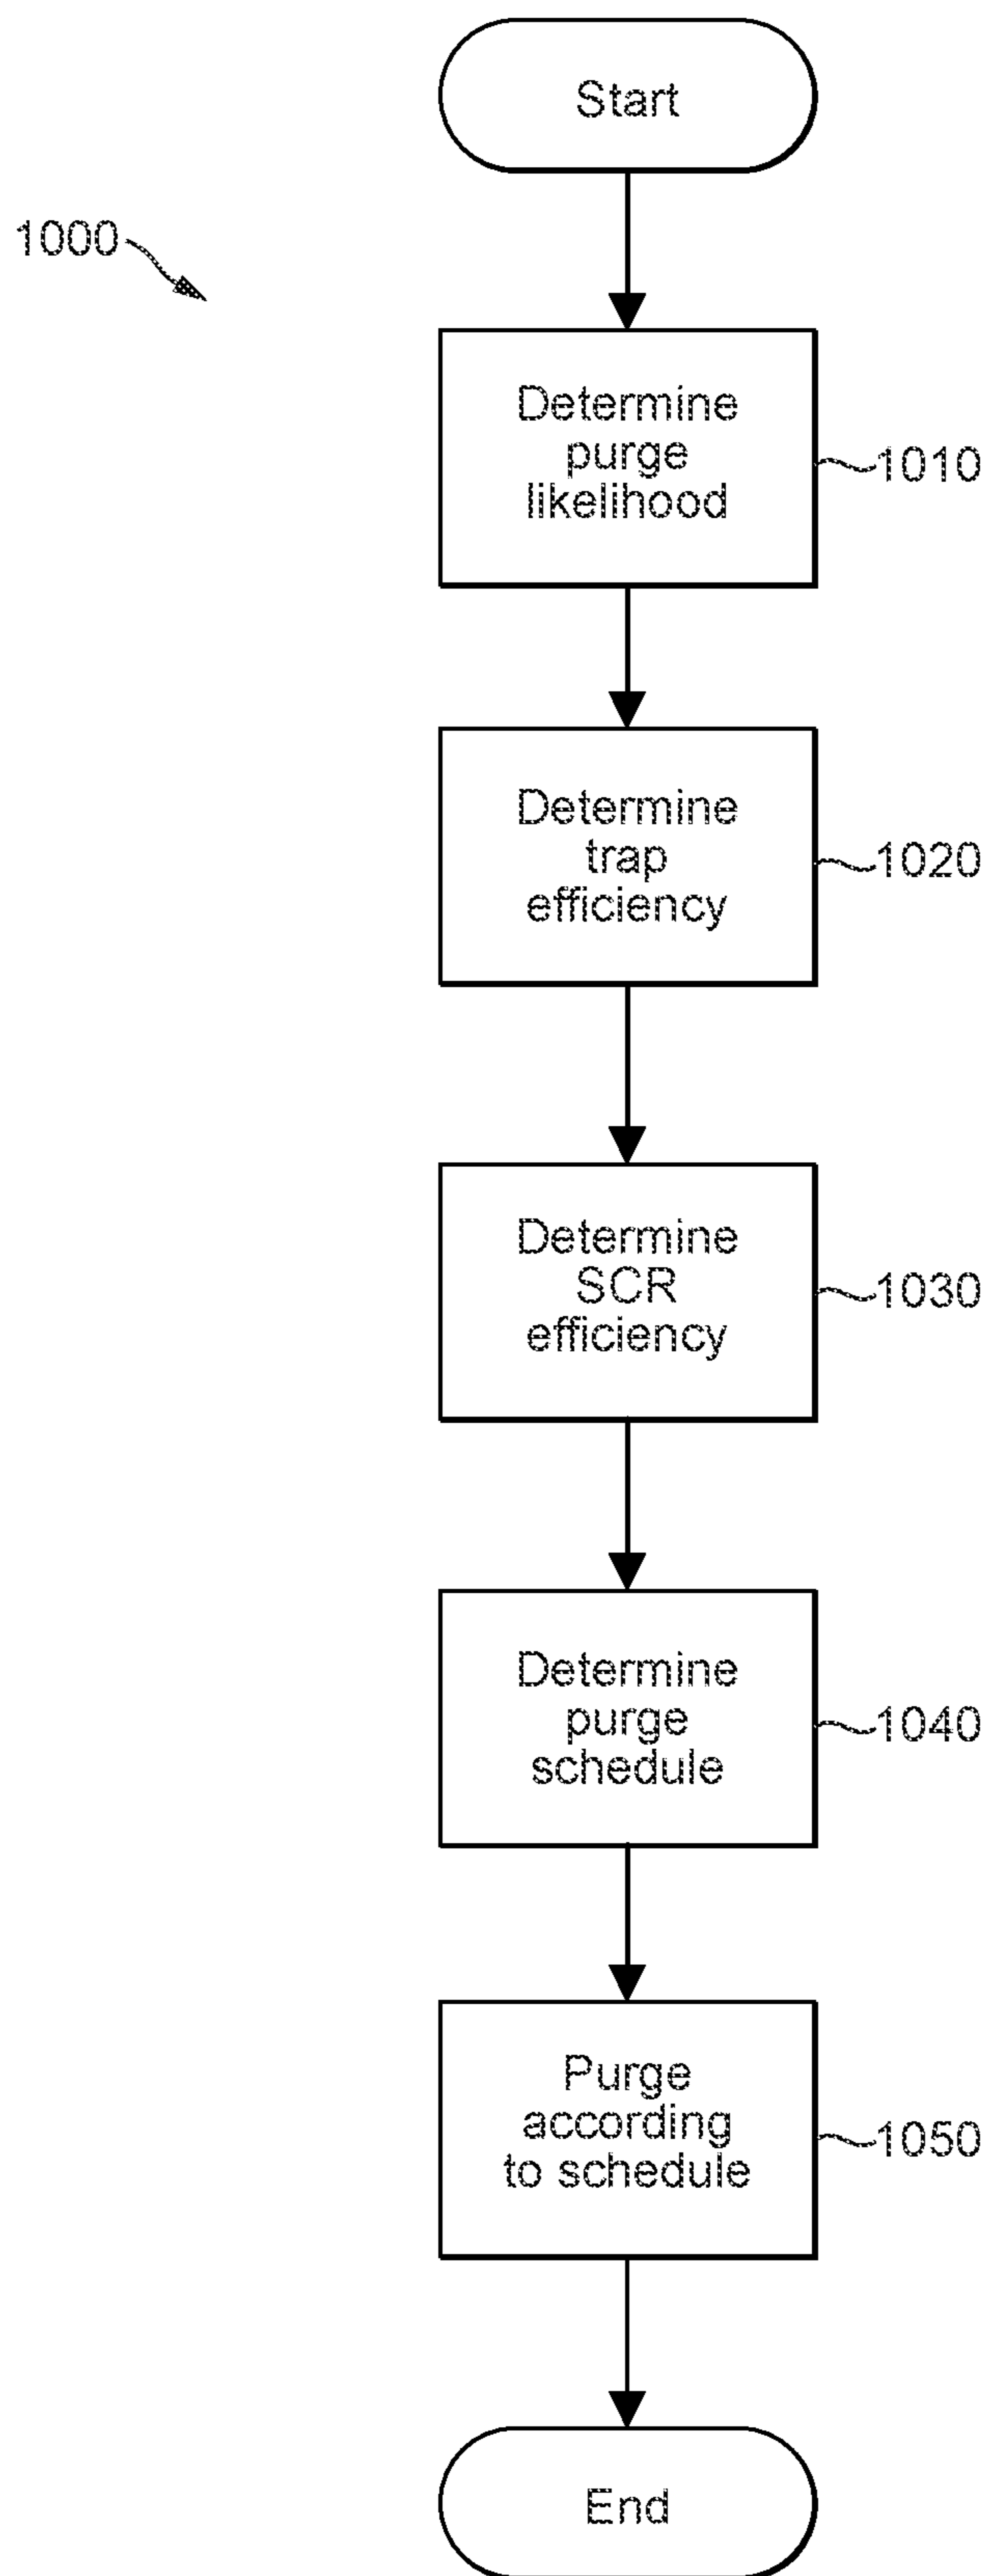 Start
1000
Determine
purge
likelihood
1010
Determine
trap
efficiency
1020
Determine
SCR
efficiency
1030
Determine
purge
schedule
1040
Purge
according
to schedule
1050
End